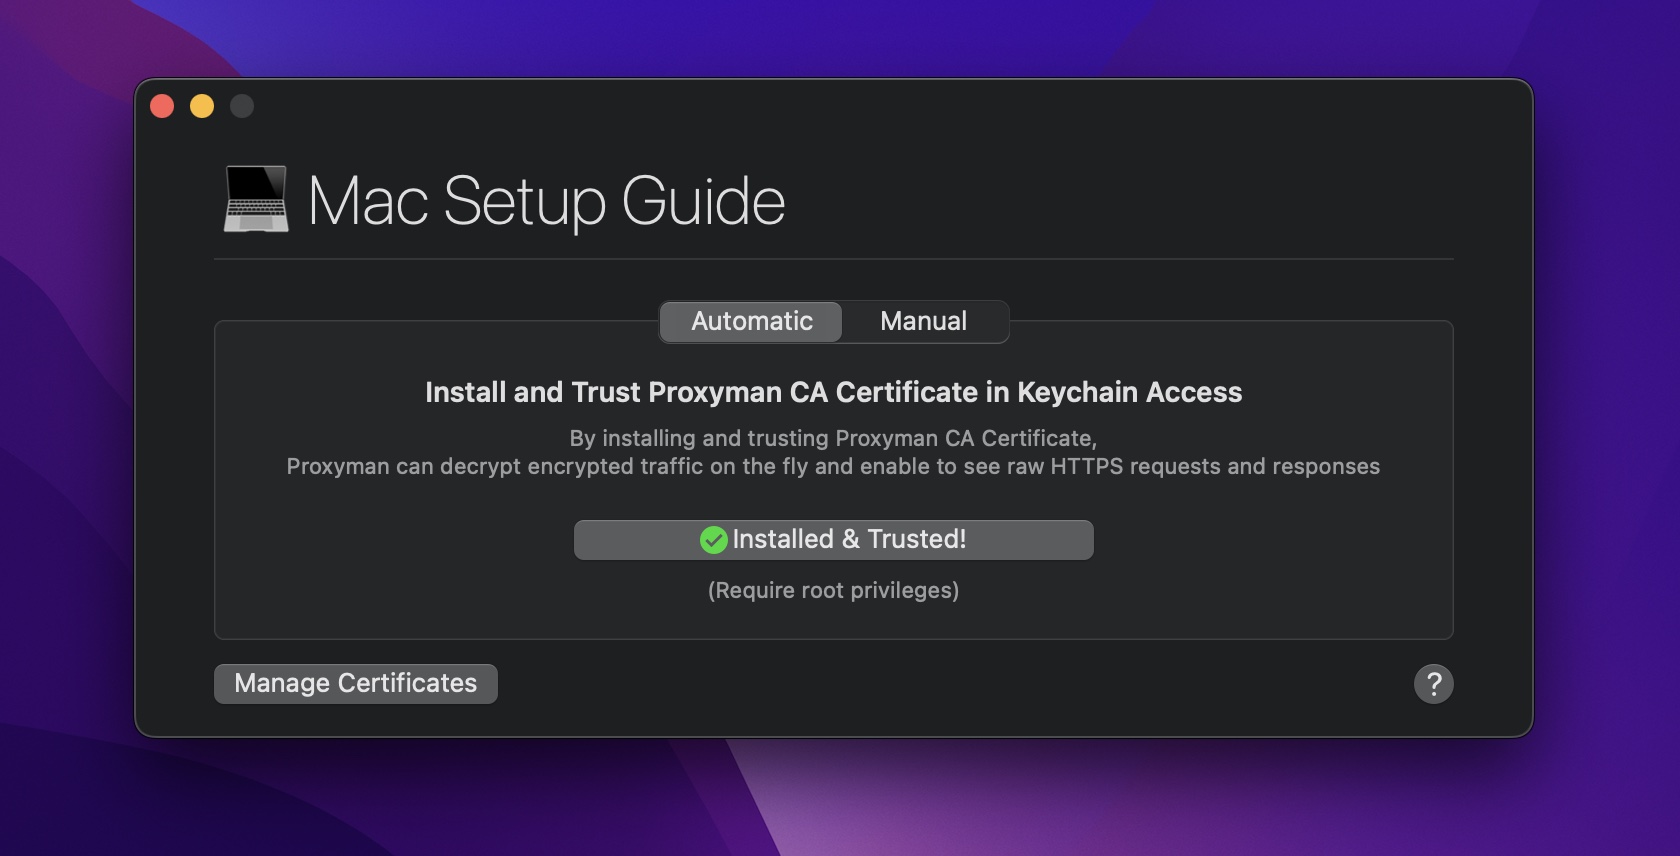 Mac Setup Guide
Automatic Manual
Install and Trust Proxyman CA Certificate in Keychain Access
By installing and trusting Proxyman CA Certificate,
Proxyman can decrypt encrypted traffic on the fly and enable to see raw HTTPS requests and responses
Installed & Trusted!
(Require root privileges)
Manage Certificates ?